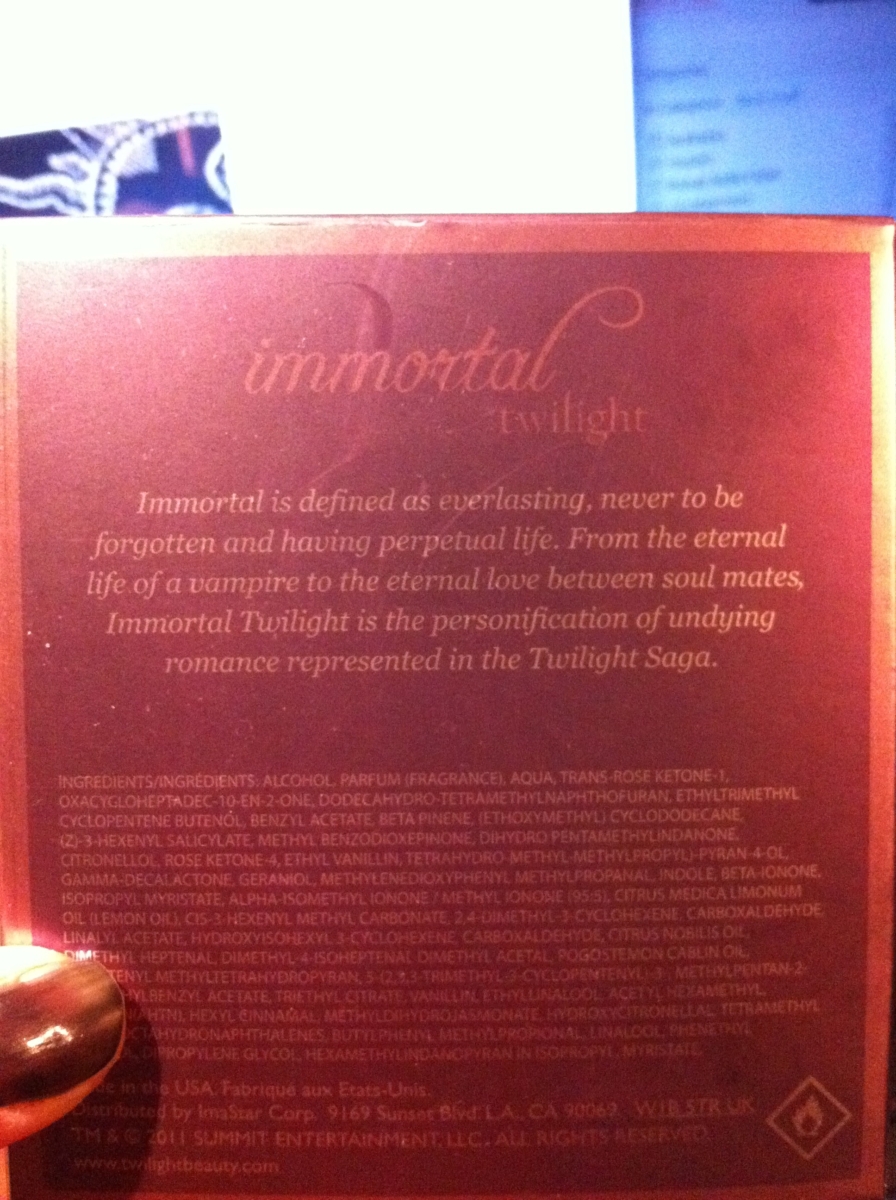 immortal
twilight
Immortal is defined as everlasting, never to be
forgotten and having perpetual life. From the eternal
life of a vampire to the eternal love between soul mates,
Immortal Twilight is the personification of undying
romance represented in the Twilight Saga.
INGREDIENTS/INGRÉDIENTS: ALCOHOL, PARFUM (FRAGRANCE), AQUA, TRANS-ROSE KETONE-1,
OXACYGLOHEPTADEC-10-EN-2-ONE, DODECAHYDRO-TETRAMETHYLNAPHTHOFURAN, ETHYLTRIMETHYL
CYCLOPENTENE BUTENOL, BENZYL ACETATE, BETA PINENE, (ETHOXYMETHYL) CYCLODODECANE,
(Z)-3-HEXENYL SALICYLATE, METHYL BENZODIOXEPINONE, DIHYDRO PENTAMETHYLINDANONE,
CITRONELLOL, ROSE KETONE-4, ETHYL VANILLIN, TETRAHYDRO-METHYL-METHYLPROPYL)-PYRAN-4-OL,
GAMMA-DECALACTONE, GERANIOL, METHYLENEDIOXYPHENYL METHYLPROPANAL, INDOLE, BETA-IONONE,
ISOPROPYL MYRISTATE, ALPHA-ISOMETHYL IONONE / METHYL IONONE (95:5), CITRUS MEDICA LIMONUM
OIL (LEMON OIL), CIS-3-HEXENYL METHYL CARBONATE, 2,4-DIMETHYL-3-CYCLOHEXENE, CARBOXALDEHYDE,
LINALYL ACETATE, HYDROXYISOHEXYL 3-CYCLOHEXENE CARBOXALDEHYDE, CITRUS NOBILIS OIL,
DIMETHYL HEPTENAL, DIMETHYL-4-ISOHEPTENAL DIMETHYL ACETAL, POGOSTEMON CABLIN OIL,
METHYLTETRAHYDROPYRAN, METHYLPENTAN-2-
ACETATE, TRIETHYL CITRATE, VANILLIN, ETHYLLINALOOL, ACETYL HEXAMETHYL
HEXYL CINNAMAL, METHYLDIHYDROJASMONATE, HYDROXYCITRONELLAL, TETRAMETHYL
BUTYLPHENYL METHYLPROPIONAL, LINALOOL, PHENETHYL
DIPROPYLENE GLYCOL, HEXAMETHYLINDANOPYRAN IN ISOPROPYL MYRISTATE
in the USA. Fabriqué aux Etats-Unis.
Distributed by ImaStar Corp. 9169 Sunset Blvd. L.A. CA 90069 W1B 5TR UK
TM & © 2011 SUMMIT ENTERTAINMENT, LLC. ALL RIGHTS RESERVED.
www.twilightbeauty.com